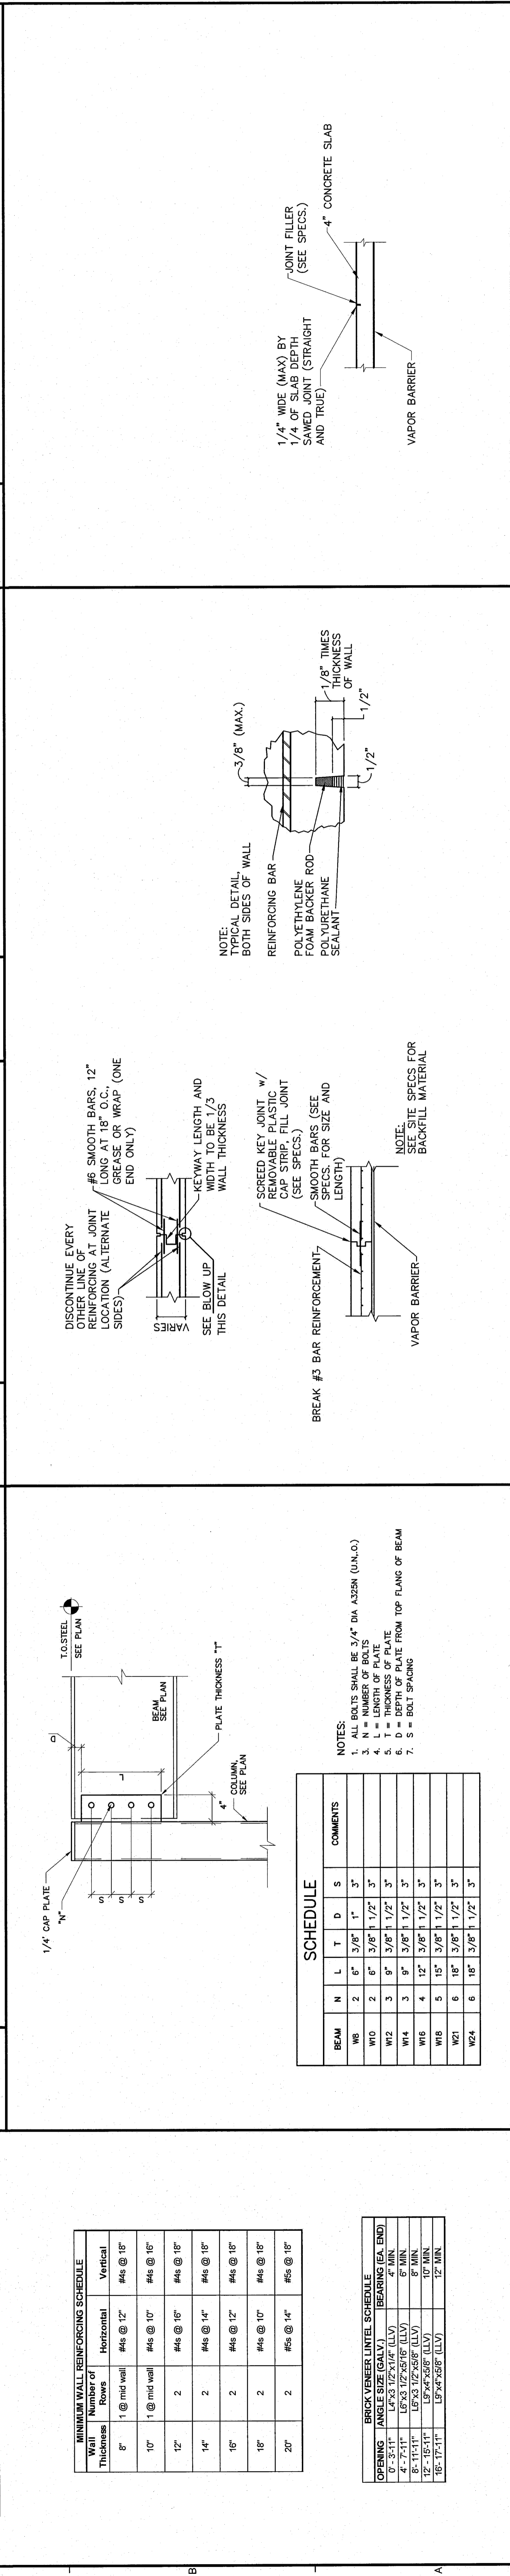 MINIMUM WALL REINFORCING SCHEDULE
Wall Thickness Number of Rows Horizontal Vertical
8" 1 @ mid wall #4s @ 12" #4s @ 18"
10" 1 @ mid wall #4s @ 10" #4s @ 16"
12" 2 #4s @ 16" #4s @ 18"
14" 2 #4s @ 14" #4s @ 18"
16" 2 #4s @ 12" #4s @ 18"
18" 2 #4s @ 10" #4s @ 18"
20" 2 #5s @ 14" #5s @ 18"
BRICK VENEER LINTEL SCHEDULE
OPENING ANGLE SIZE (GALV.) BEARING (EA. END)
0' - 3'-11" L4"x3 1/2"x1/4" (LLV) 4" MIN.
4' - 7'-11" L6"x3 1/2"x5/16" (LLV) 6" MIN.
8'- 11'-11" L6"x3 1/2"x5/8" (LLV) 8" MIN.
12' - 15'-11" L9"x4"x5/8" (LLV) 10" MIN.
16'- 17'-11" L9"x4"x5/8" (LLV) 12" MIN.
B
A
1/4' CAP PLATE
"N"
S
S
S
D
L
4"
T.O.STEEL
SEE PLAN
BEAM
SEE PLAN
PLATE THICKNESS "T"
COLUMN,
SEE PLAN
SCHEDULE
BEAM N L T D S COMMENTS
W8 2 6" 3/8" 1" 3"
W10 2 6" 3/8" 1 1/2" 3"
W12 3 9" 3/8" 1 1/2" 3"
W14 3 9" 3/8" 1 1/2" 3"
W16 4 12" 3/8" 1 1/2" 3"
W18 5 15" 3/8" 1 1/2" 3"
W21 6 18" 3/8" 1 1/2" 3"
W24 6 18" 3/8" 1 1/2" 3"
NOTES:
1. ALL BOLTS SHALL BE 3/4" DIA A325N (U.N..O.)
3. N = NUMBER OF BOLTS
4. L = LENGTH OF PLATE
5. T = THICKNESS OF PLATE
6. D = DEPTH OF PLATE FROM TOP FLANG OF BEAM
7. S = BOLT SPACING
DISCONTINUE EVERY
OTHER LINE OF
REINFORCING AT JOINT
LOCATION (ALTERNATE
SIDES)
#6 SMOOTH BARS, 12"
LONG AT 18" O.C.,
GREASE OR WRAP (ONE
END ONLY)
VARIES
KEYWAY LENGTH AND
WIDTH TO BE 1/3
WALL THICKNESS
SEE BLOW UP
THIS DETAIL
SCREED KEY JOINT w/
REMOVABLE PLASTIC
CAP STRIP, FILL JOINT
(SEE SPECS.)
SMOOTH BARS (SEE
SPECS. FOR SIZE AND
LENGTH)
BREAK #3 BAR REINFORCEMENT
VAPOR BARRIER
NOTE:
SEE SITE SPECS FOR
BACKFILL MATERIAL
NOTE:
TYPICAL DETAIL,
BOTH SIDES OF WALL
REINFORCING BAR
POLYETHYLENE
FOAM BACKER ROD
POLYURETHANE
SEALANT
3/8" (MAX.)
1/8" TIMES
THICKNESS
OF WALL
1/2"
1/2"
1/4" WIDE (MAX) BY
1/4 OF SLAB DEPTH
SAWED JOINT (STRAIGHT
AND TRUE)
JOINT FILLER
(SEE SPECS.)
4" CONCRETE SLAB
VAPOR BARRIER